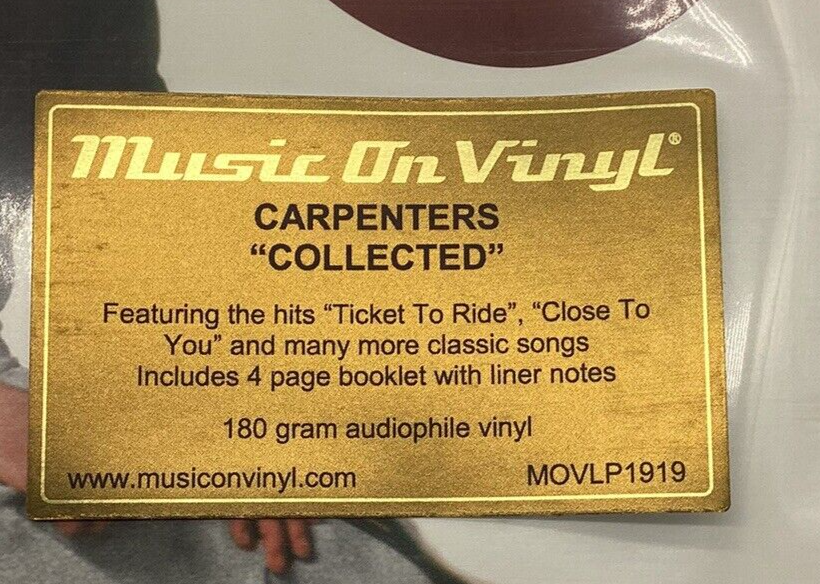 Music On Vinyl®
CARPENTERS
“COLLECTED”
Featuring the hits “Ticket To Ride”, “Close To
You” and many more classic songs
Includes 4 page booklet with liner notes
180 gram audiophile vinyl
www.musiconvinyl.com
MOVLP1919